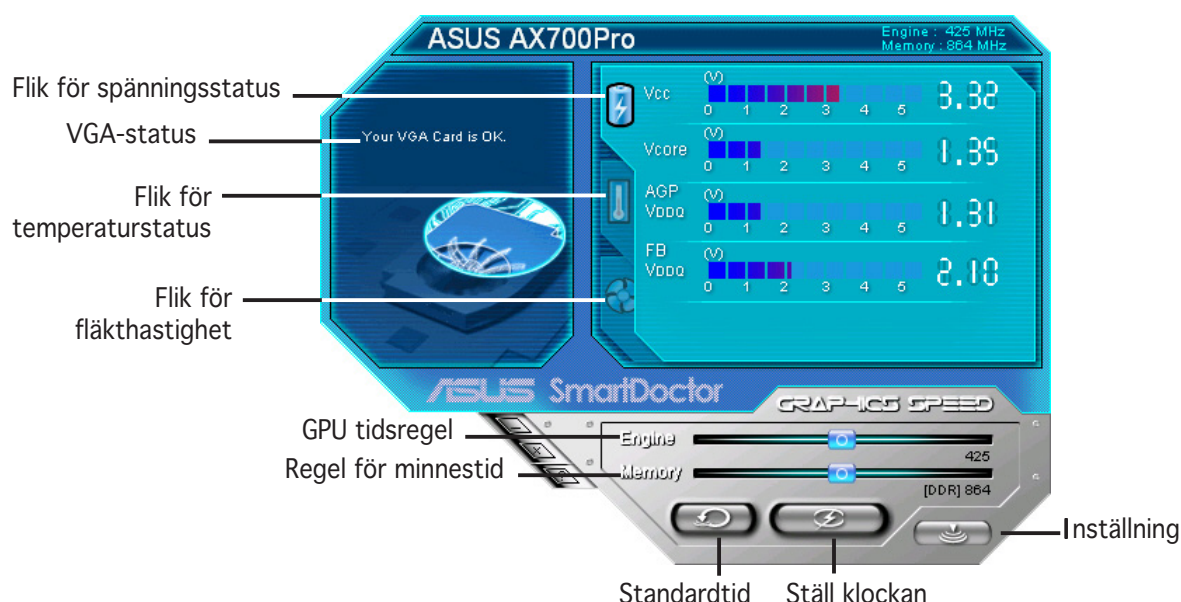 ASUS AX700Pro
Engine : 425 MHz
Memory : 864 MHz
Flik för spänningsstatus
VGA-status
Flik för
temperaturstatus
Flik för
fläkthastighet
Your VGA Card is OK.
Vcc
(V)
0 1 2 3 4 5
3.32
Vcore
(V)
0 1 2 3 4 5
1.39
AGP
VDDQ
(V)
0 1 2 3 4 5
1.31
FB
VDDQ
(V)
0 1 2 3 4 5
2.10
ASUS SmartDoctor
GRAPHICS SPEED
GPU tidsregel
Engine
425
Regel för minnestid
Memory
[DDR] 864
Inställning
Standardtid
Ställ klockan